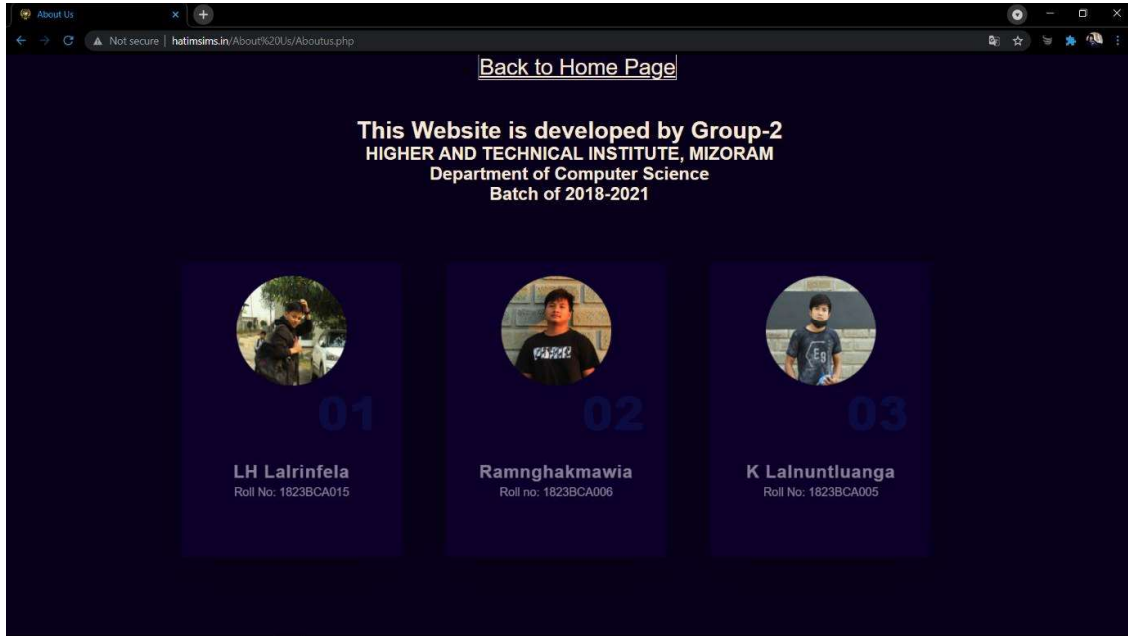 About Us
Not secure | hatimsims.in/About%20Us/Aboutus.php
Back to Home Page
This Website is developed by Group-2
HIGHER AND TECHNICAL INSTITUTE, MIZORAM
Department of Computer Science
Batch of 2018-2021
01
02
03
E9
LH Lalrinfela
Roll No: 1823BCA015
Ramnghakmawia
Roll no: 1823BCA006
K Lalnuntluanga
Roll No: 1823BCA005